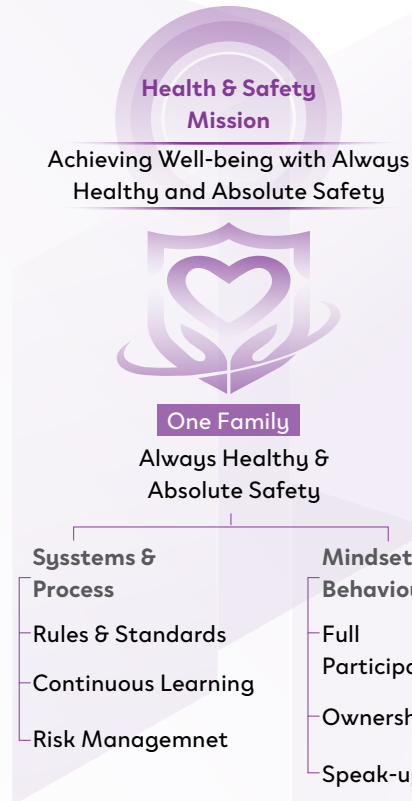 Health & Safety
Mission
Achieving Well-being with Always
Healthy and Absolute Safety
One Family
Always Healthy &
Absolute Safety
Sysstems &
Process
Rules & Standards
Continuous Learning
Risk Managemnet
Mindset
Full